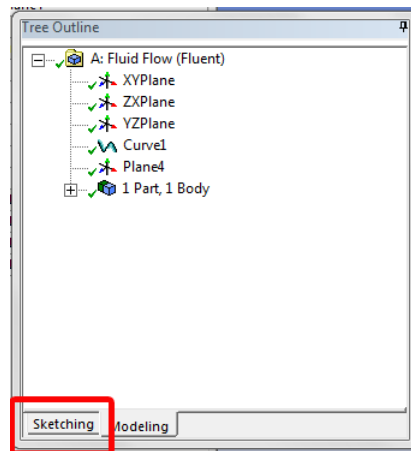 Tree Outline
A: Fluid Flow (Fluent)
XYPlane
ZXPlane
YZPlane
Curve1
Plane4
1 Part, 1 Body
Sketching Modeling